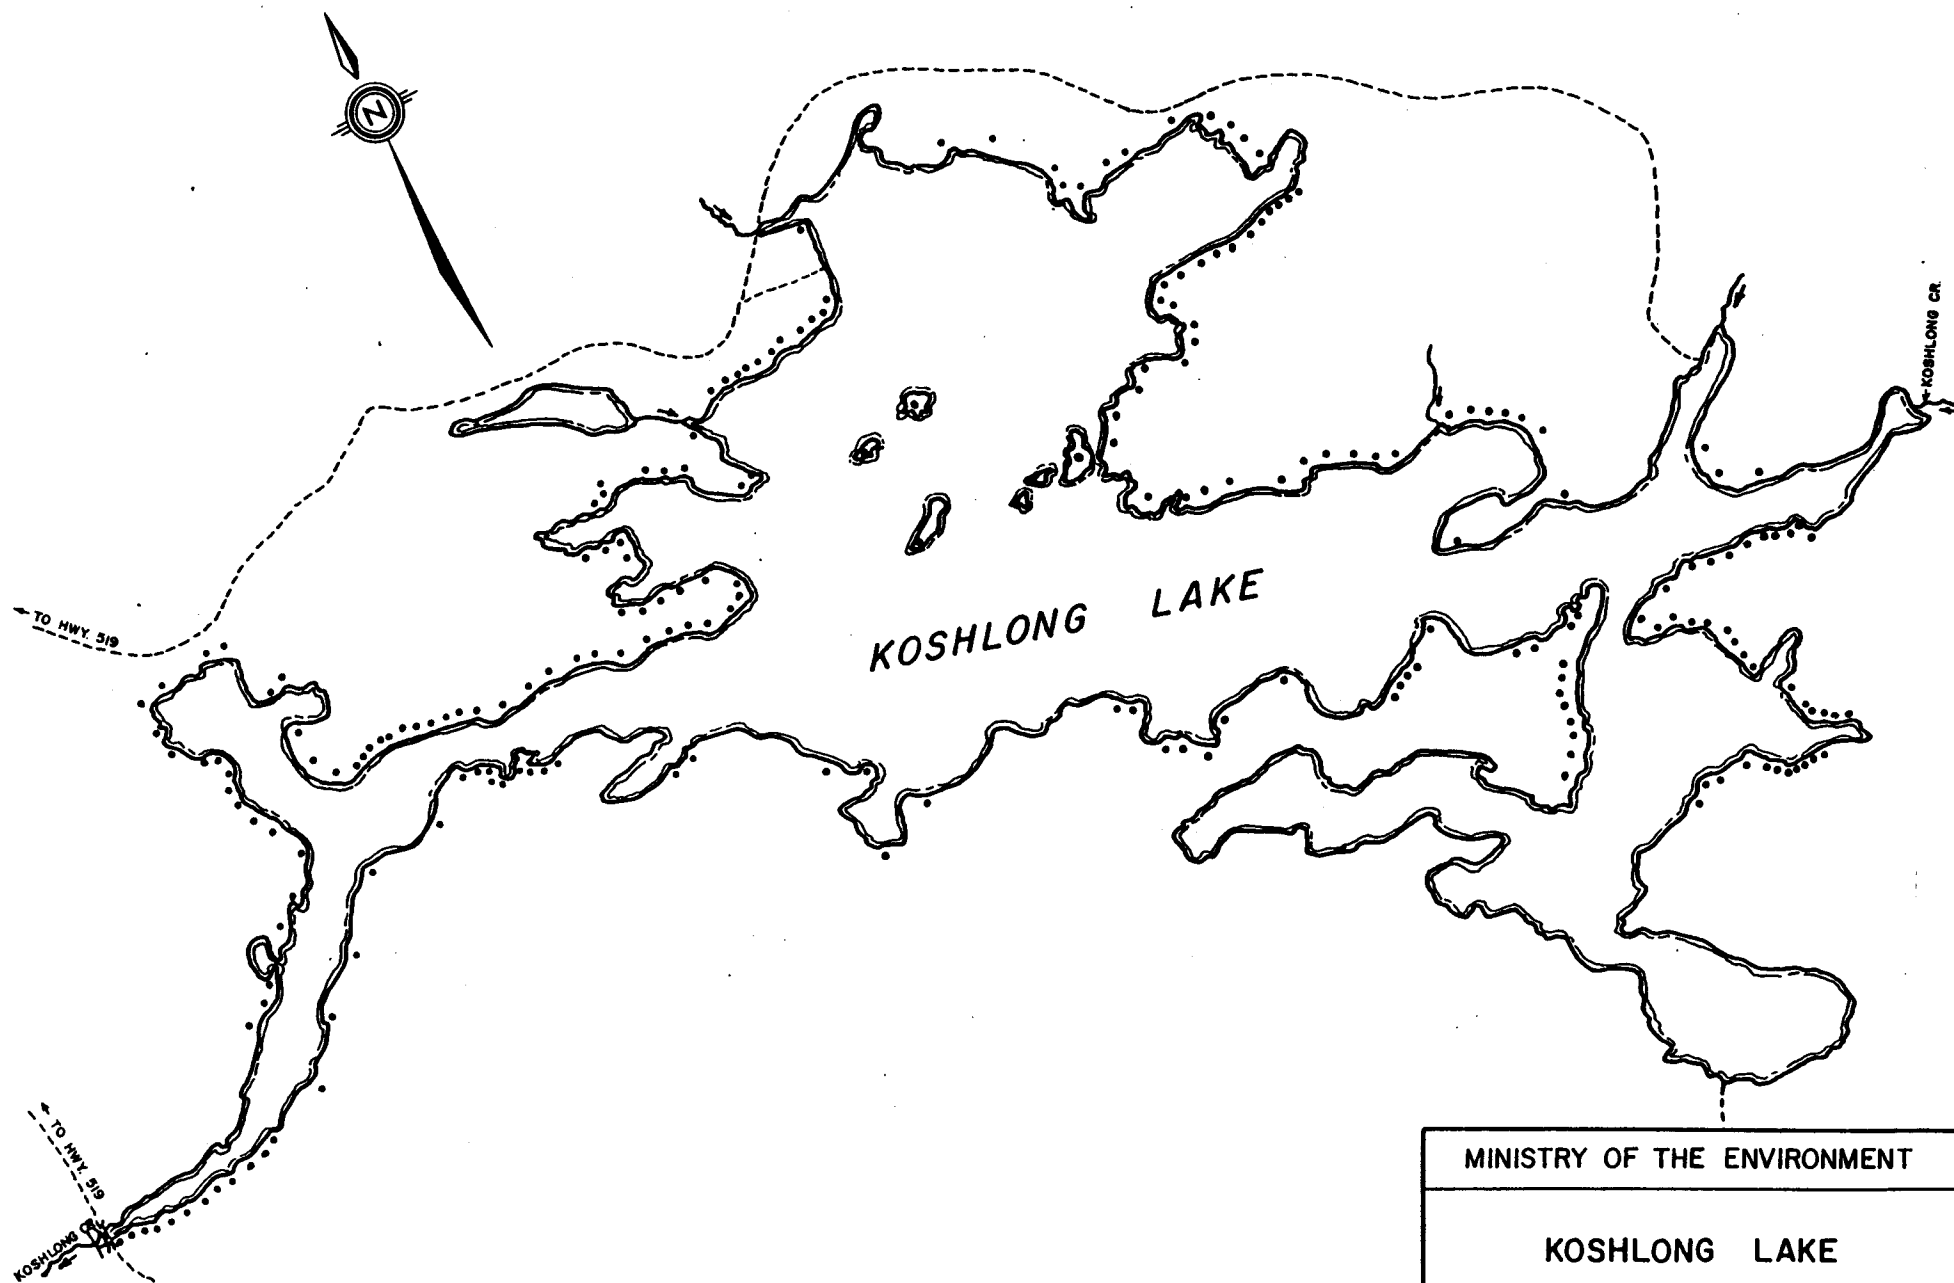 N
KOSHLONG CR.
TO HWY. 519
KOSHLONG LAKE
TO HWY. 519
KOSHLONG CR.
MINISTRY OF THE ENVIRONMENT
KOSHLONG LAKE